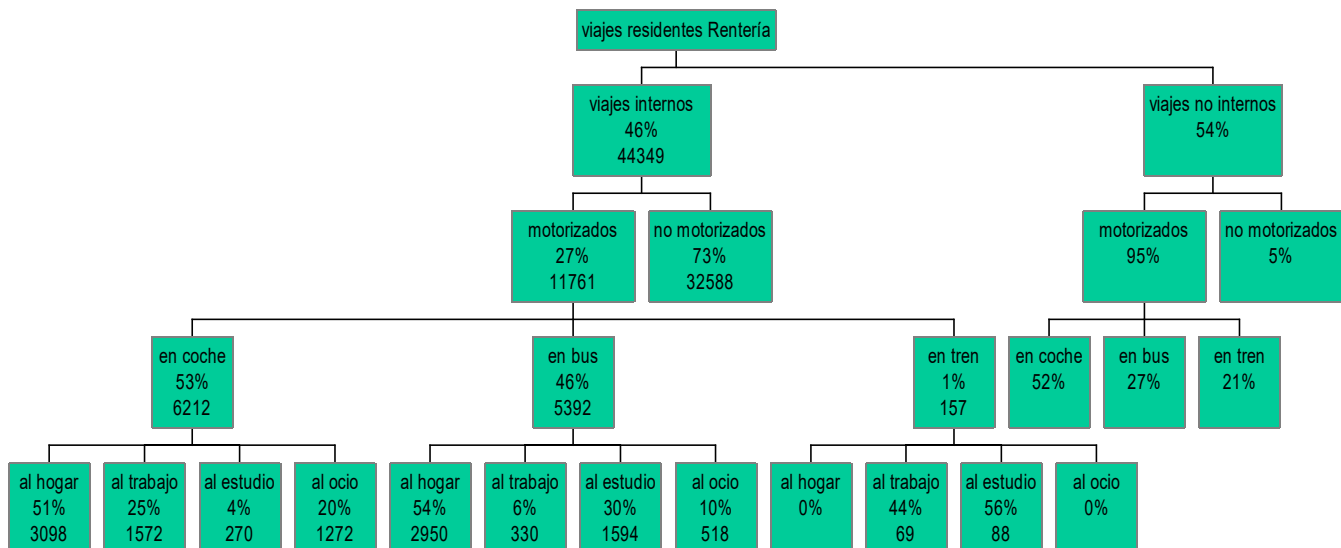 viajes residentes Rentería
viajes internos
46%
44349
viajes no internos
54%
motorizados
27%
11761
no motorizados
73%
32588
motorizados
95%
no motorizados
5%
en coche
53%
6212
en bus
46%
5392
en tren
1%
157
en coche
52%
en bus
27%
en tren
21%
al hogar
51%
3098
al trabajo
25%
1572
al estudio
4%
270
al ocio
20%
1272
al hogar
54%
2950
al trabajo
6%
330
al estudio
30%
1594
al ocio
10%
518
al hogar
0%
al trabajo
44%
69
al estudio
56%
88
al ocio
0%